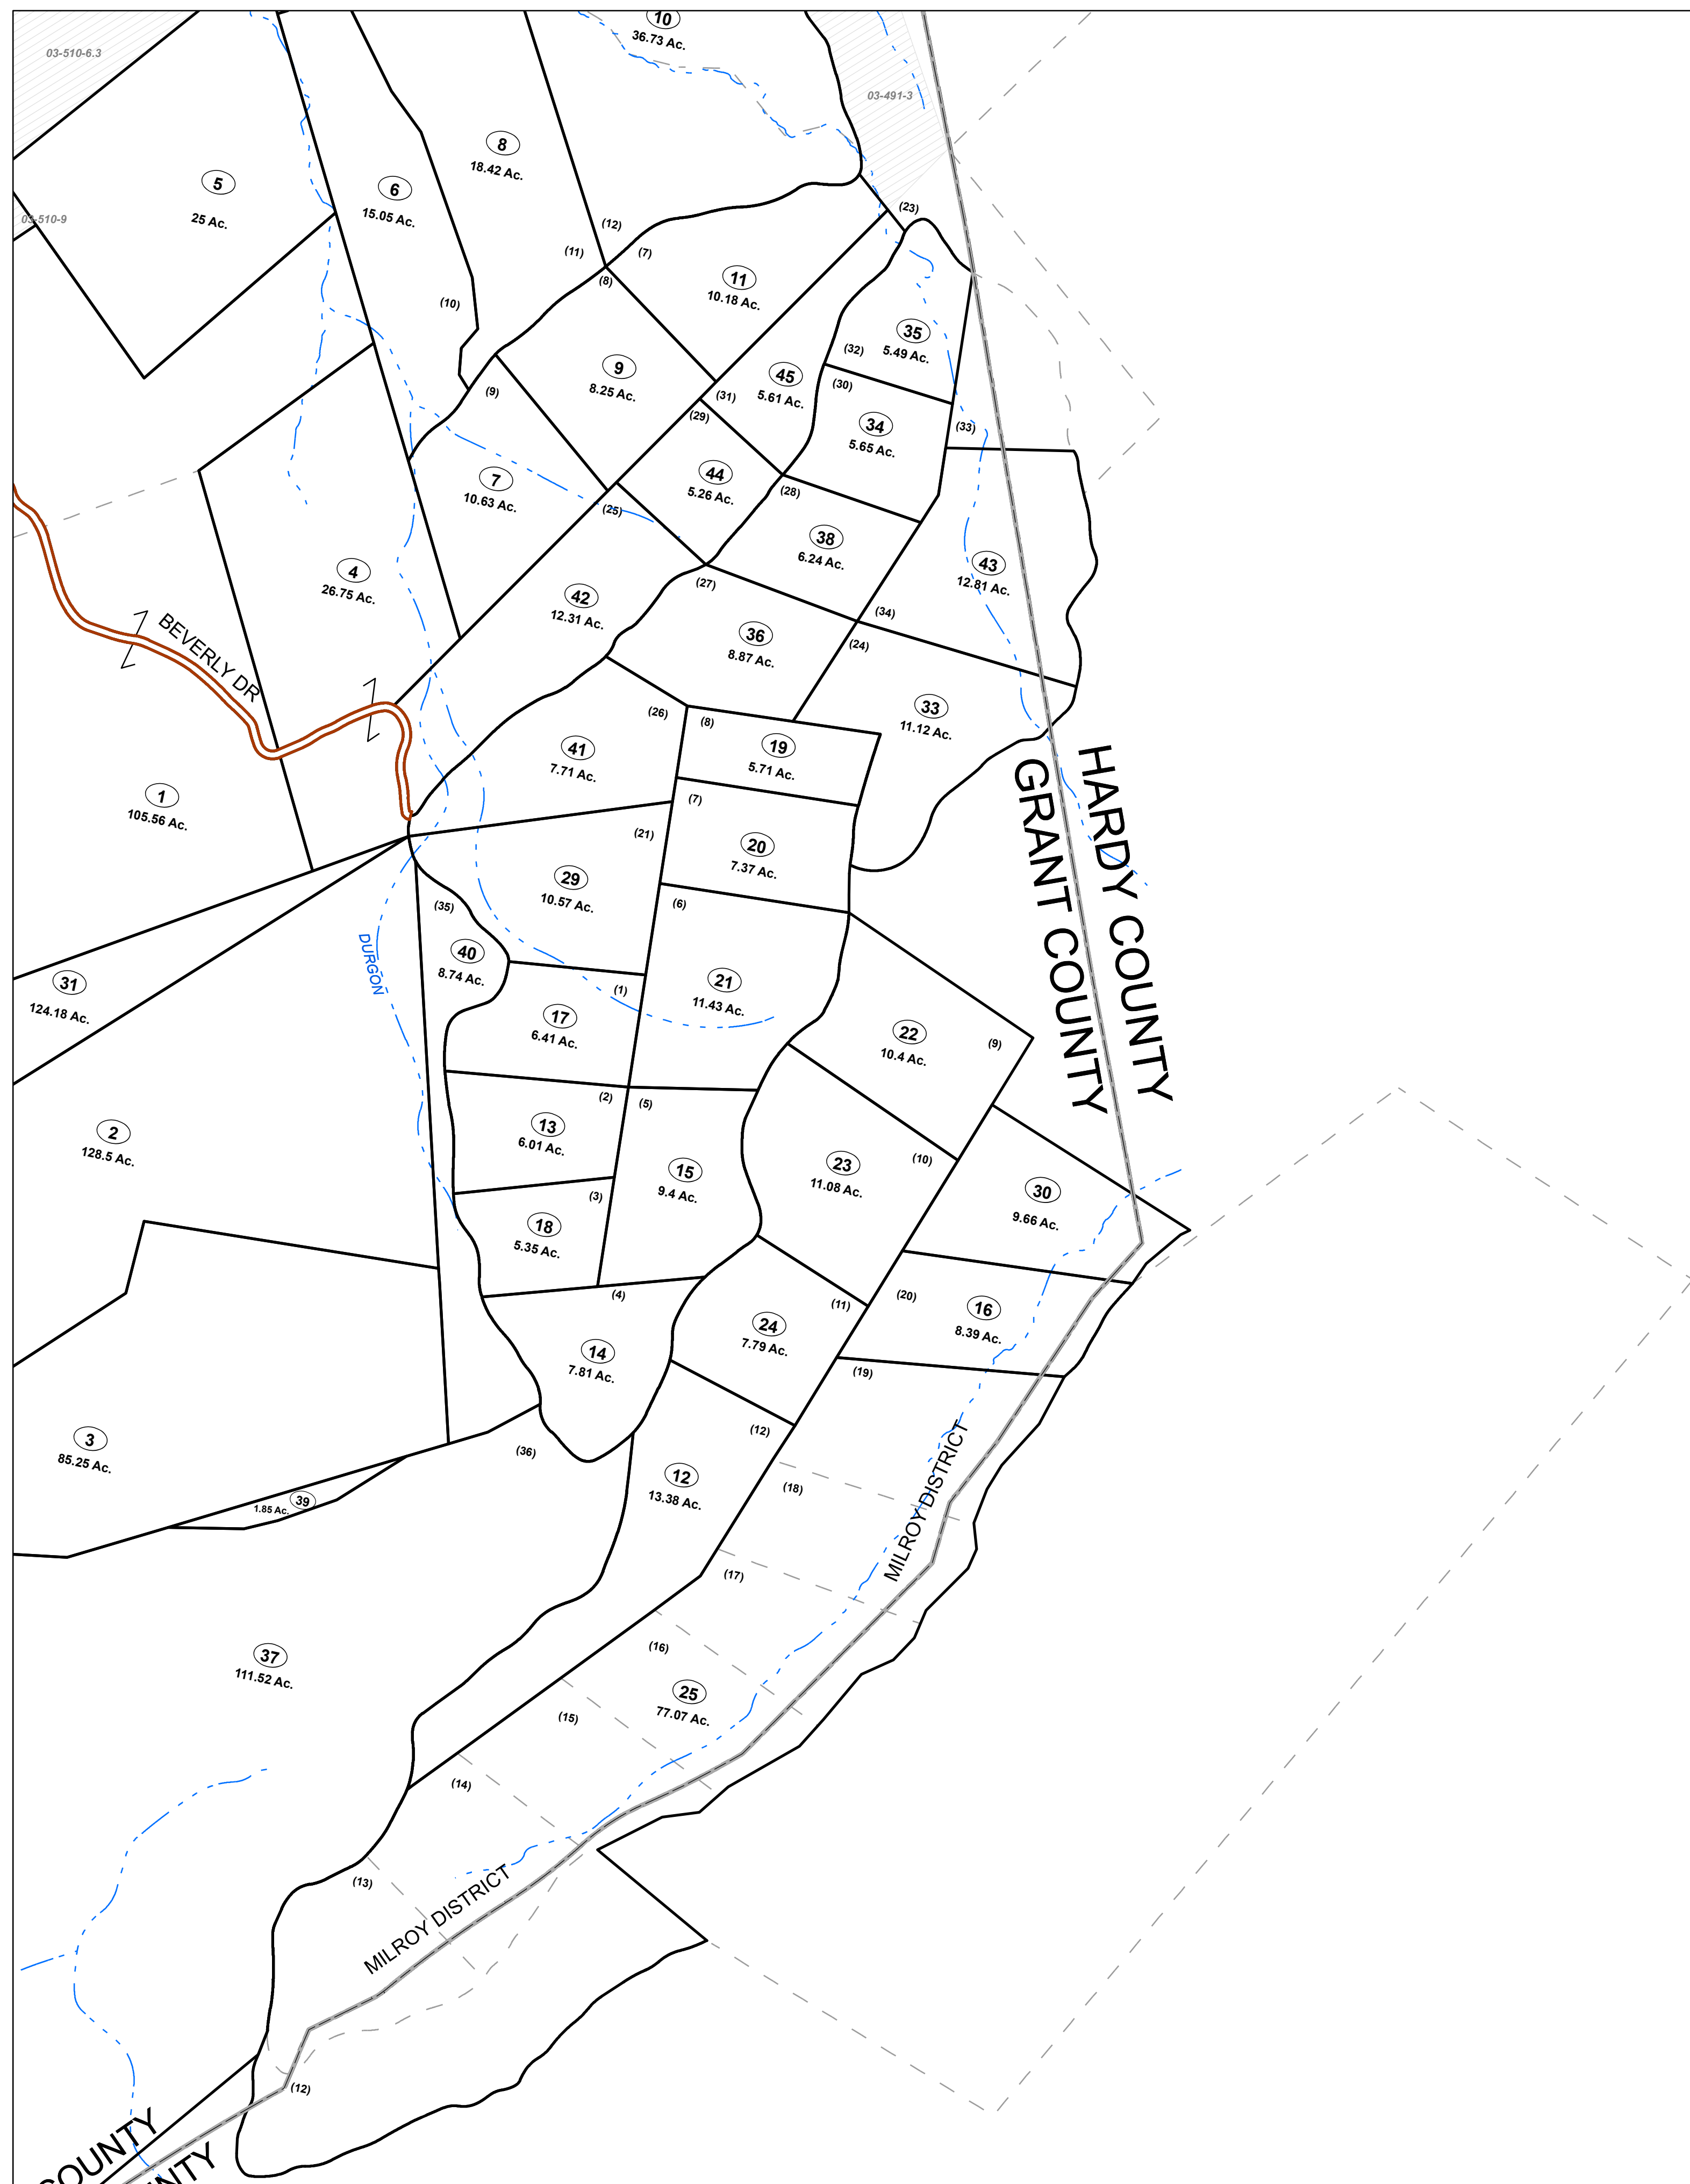 10
36.73 Ac.
03-510-6.3
03-491-3
8
18.42 Ac.
5
25 Ac.
6
15.05 Ac.
03-510-9
(23)
(12)
(11)
(7)
(8)
11
10.18 Ac.
(10)
35
5.49 Ac.
(32)
9
8.25 Ac.
(9)
45
5.61 Ac.
(30)
(31)
(29)
34
5.65 Ac.
(33)
7
10.63 Ac.
44
5.26 Ac.
(28)
(25)
38
6.24 Ac.
43
12.81 Ac.
4
26.75 Ac.
42
12.31 Ac.
(27)
(34)
36
8.87 Ac.
(24)
BEVERLY DR
33
11.12 Ac.
(26)
(8)
41
7.71 Ac.
19
5.71 Ac.
HARDY COUNTY
GRANT COUNTY
1
105.56 Ac.
(7)
(21)
20
7.37 Ac.
29
10.57 Ac.
(35)
(6)
40
8.74 Ac.
DURGON
31
124.18 Ac.
21
11.43 Ac.
(1)
17
6.41 Ac.
22
10.4 Ac.
(9)
(2)
(5)
13
6.01 Ac.
2
128.5 Ac.
23
11.08 Ac.
(10)
15
9.4 Ac.
(3)
30
9.66 Ac.
18
5.35 Ac.
(4)
(11)
(20)
16
8.39 Ac.
24
7.79 Ac.
14
7.81 Ac.
(19)
3
85.25 Ac.
(12)
(36)
MILROY DISTRICT
12
13.38 Ac.
(18)
39
1.85 Ac.
(17)
37
111.52 Ac.
(16)
25
77.07 Ac.
(15)
(14)
(13)
MILROY DISTRICT
(12)
COUNTY